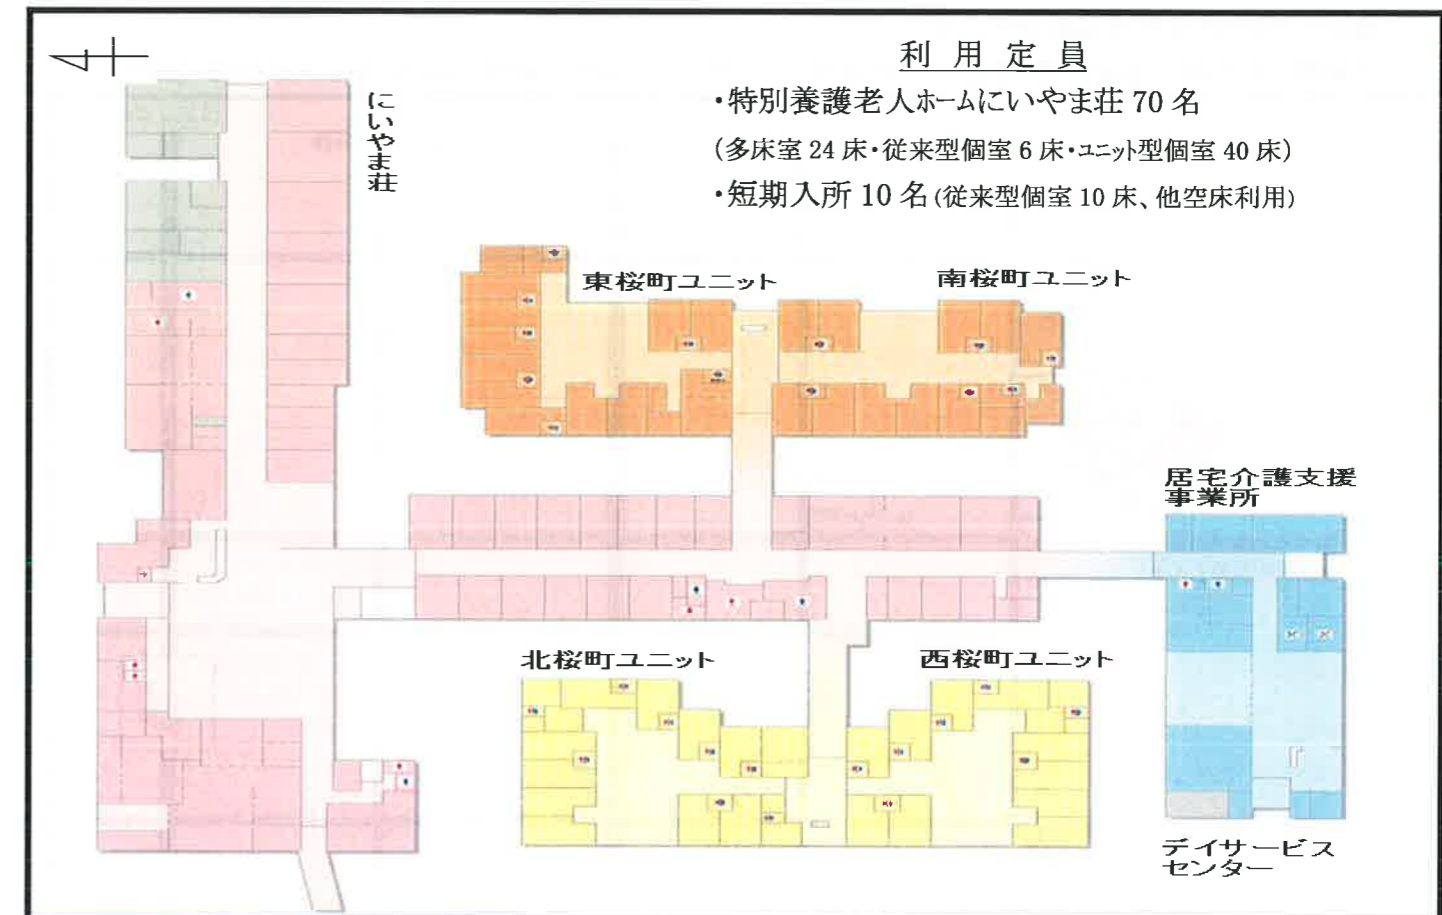 利用定員
・特別養護老人ホームにいやま荘 70 名
（多床室 24 床・従来型個室 6 床・ユニット型個室 40 床）
・短期入所 10 名（従来型個室 10 床、他空床利用）
にいやま荘
東桜町ユニット
南桜町ユニット
居宅介護支援
事業所
北桜町ユニット
西桜町ユニット
デイサービス
センター